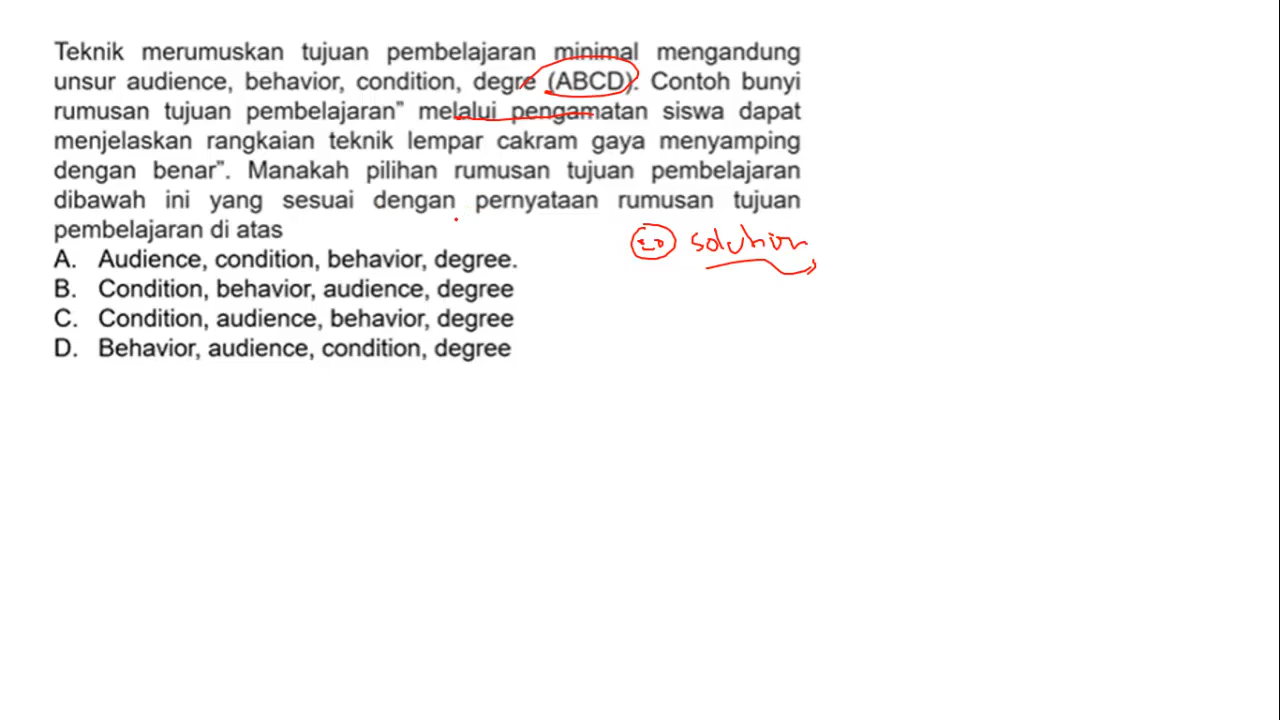 Teknik merumuskan tujuan pembelajaran minimal mengandung
unsur audience, behavior, condition, degre (ABCD). Contoh bunyi
rumusan tujuan pembelajaran” melalui pengamatan siswa dapat
menjelaskan rangkaian teknik lempar cakram gaya menyamping
dengan benar”. Manakah pilihan rumusan tujuan pembelajaran
dibawah ini yang sesuai dengan pernyataan rumusan tujuan
pembelajaran di atas
solution
A. Audience, condition, behavior, degree.
B. Condition, behavior, audience, degree
C. Condition, audience, behavior, degree
D. Behavior, audience, condition, degree